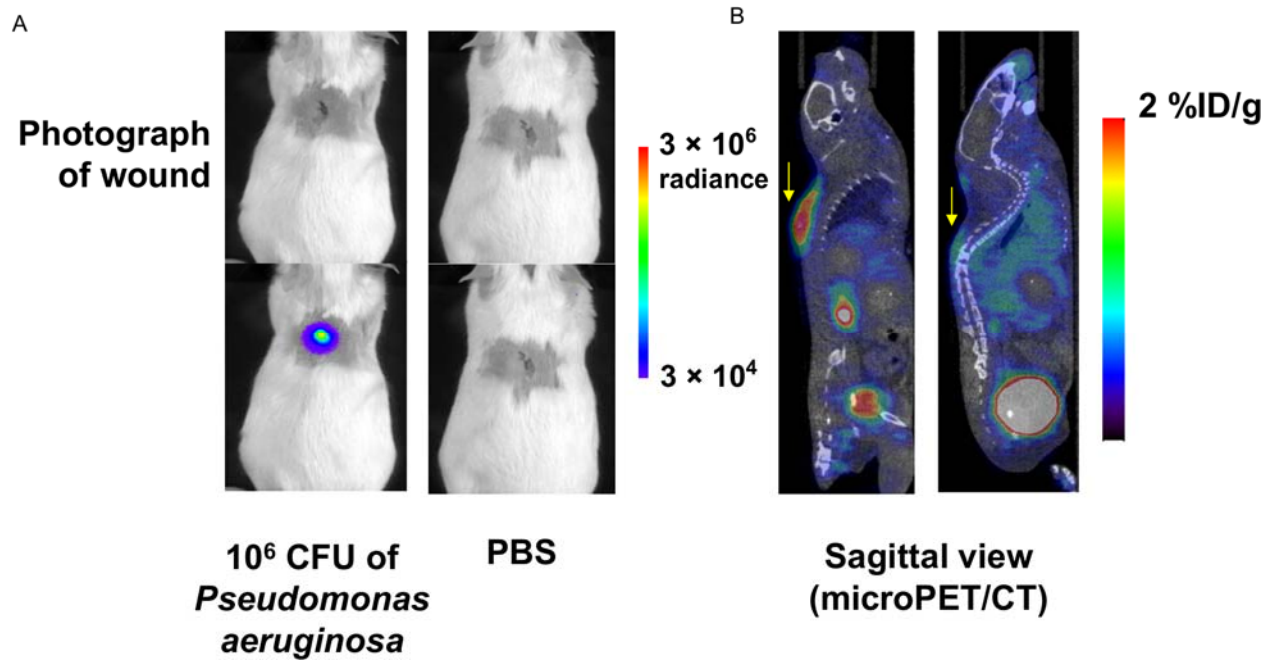 A
B
Photograph
of wound
3 × 10⁶
radiance
3 × 10⁴
2 %ID/g
10⁶ CFU of
Pseudomonas
aeruginosa
PBS
Sagittal view
(microPET/CT)